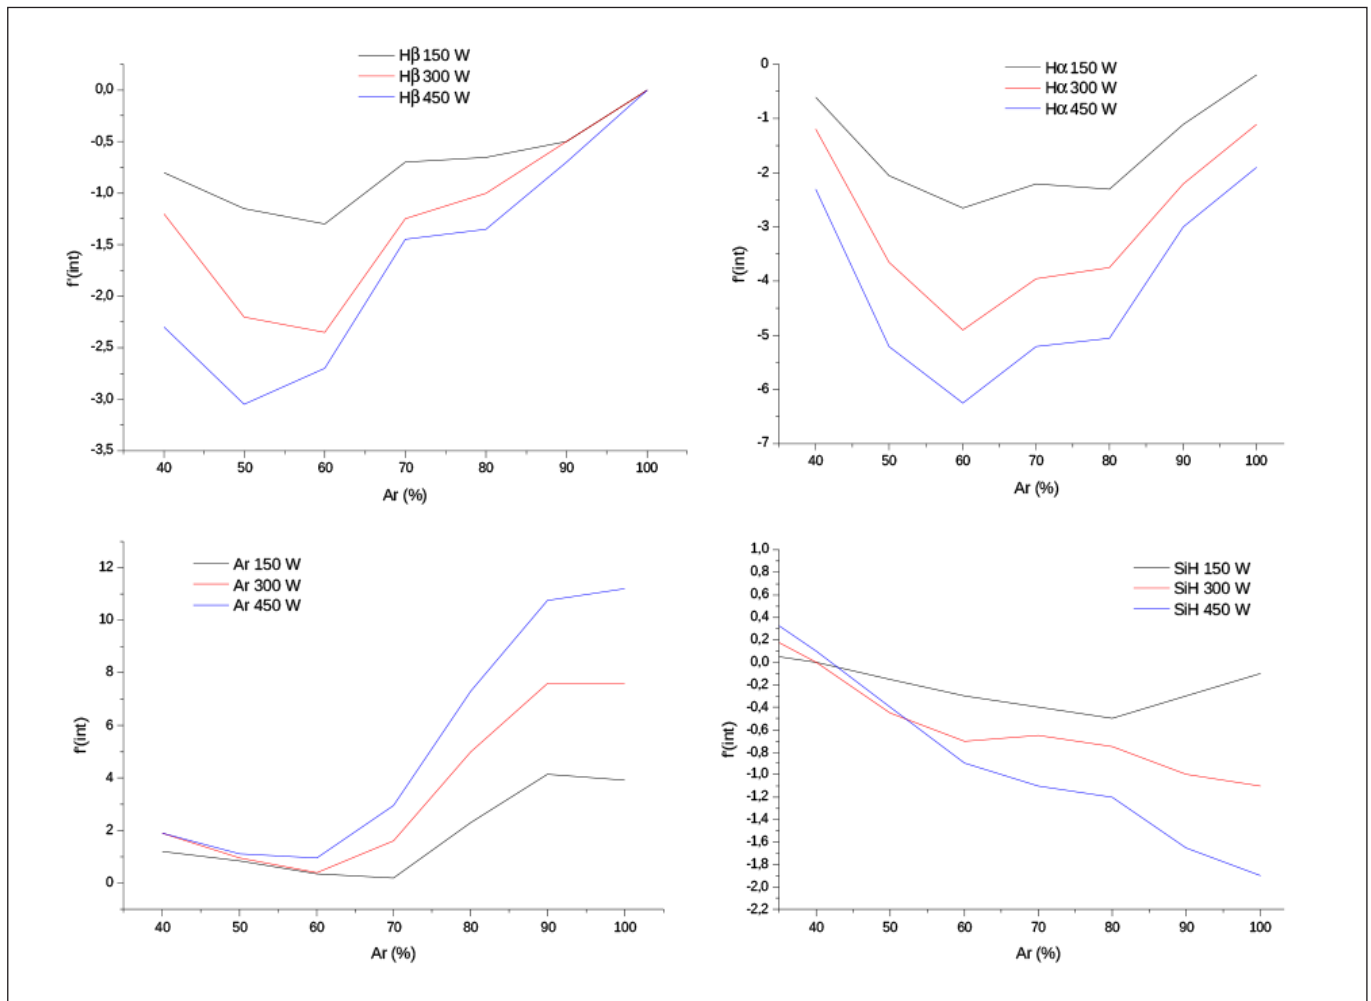 Hβ 150 W
Hβ 300 W
Hβ 450 W
0,0
-0,5
-1,0
-1,5
-2,0
-2,5
-3,0
-3,5
f'(int)
40 50 60 70 80 90 100
Ar (%)
Hα 150 W
Hα 300 W
Hα 450 W
0
-1
-2
-3
-4
-5
-6
-7
f'(int)
40 50 60 70 80 90 100
Ar (%)
Ar 150 W
Ar 300 W
Ar 450 W
12
10
8
6
4
2
0
f'(int)
40 50 60 70 80 90 100
Ar (%)
SiH 150 W
SiH 300 W
SiH 450 W
1,0
0,8
0,6
0,4
0,2
0,0
-0,2
-0,4
-0,6
-0,8
-1,0
-1,2
-1,4
-1,6
-1,8
-2,0
-2,2
f'(int)
40 50 60 70 80 90 100
Ar (%)